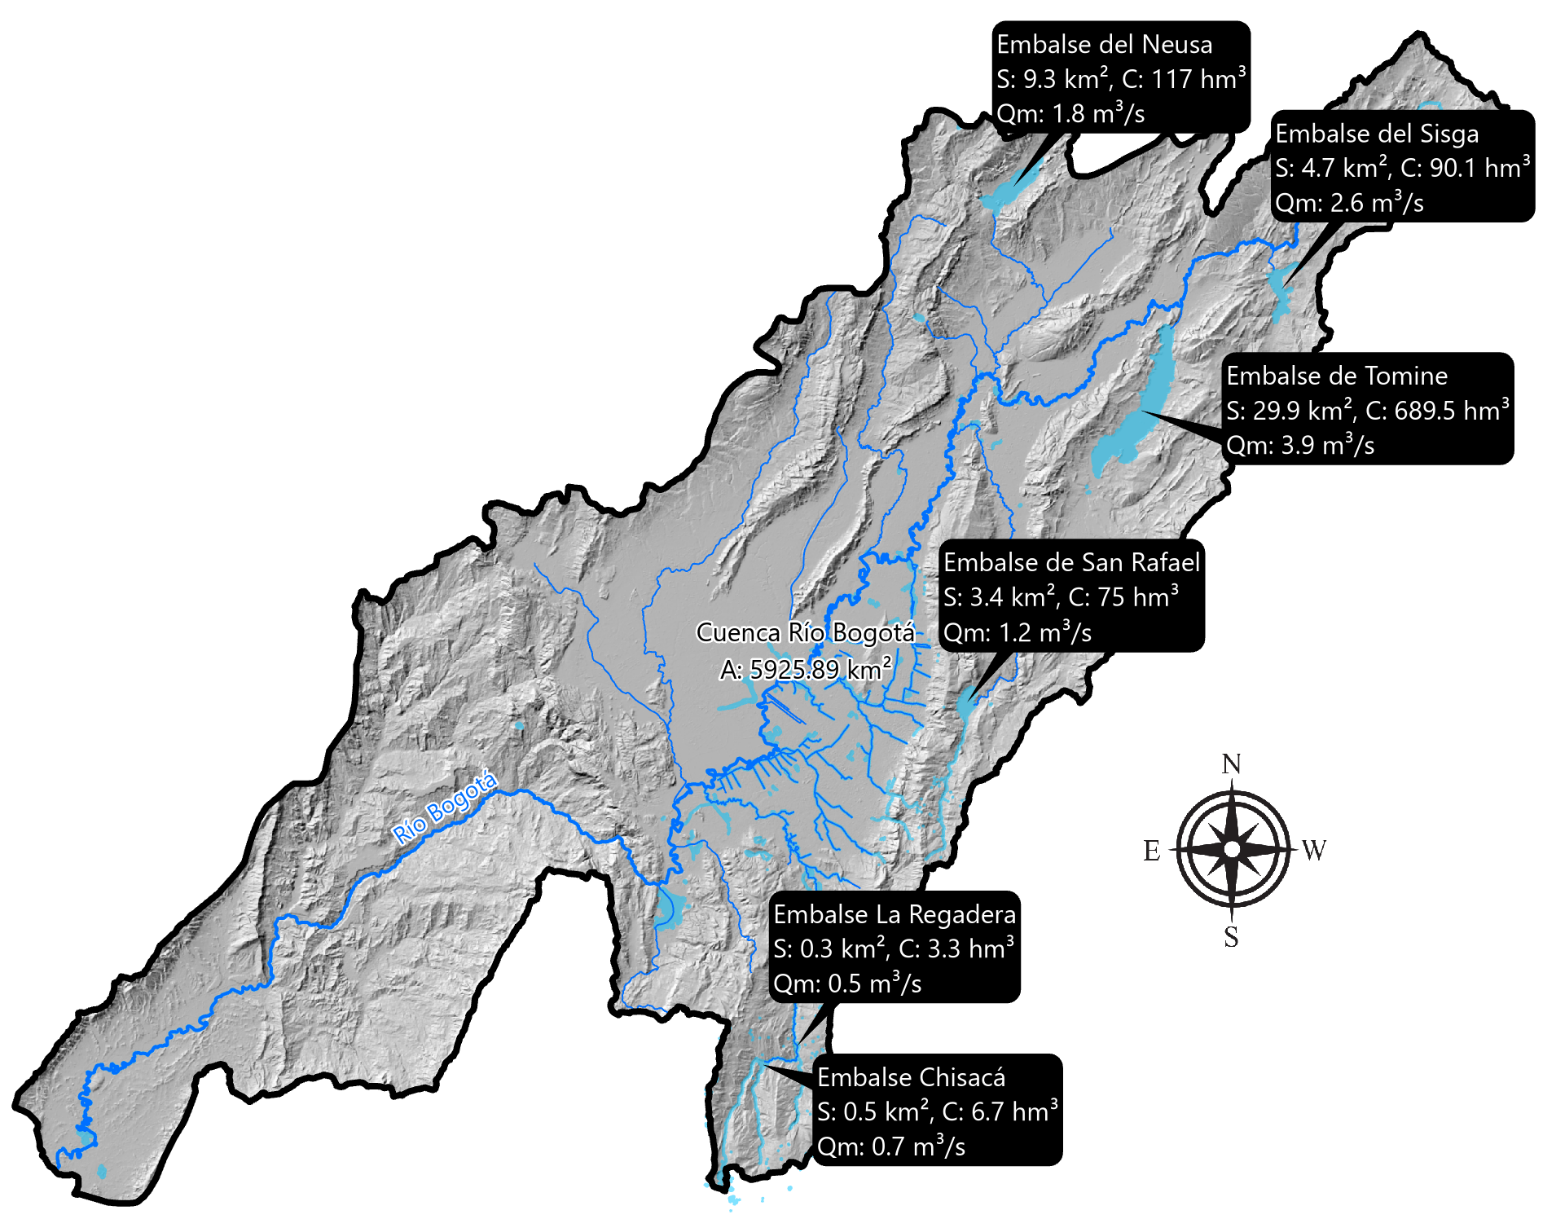 Embalse del Neusa
S: 9.3 km², C: 117 hm³
Qm: 1.8 m³/s
Embalse del Sisga
S: 4.7 km², C: 90.1 hm³
Qm: 2.6 m³/s
Embalse de Tomine
S: 29.9 km², C: 689.5 hm³
Qm: 3.9 m³/s
Embalse de San Rafael
S: 3.4 km², C: 75 hm³
Qm: 1.2 m³/s
Cuenca Río Bogotá
A: 5925.89 km²
Río Bogotá
N
E
W
S
Embalse La Regadera
S: 0.3 km², C: 3.3 hm³
Qm: 0.5 m³/s
Embalse Chisacá
S: 0.5 km², C: 6.7 hm³
Qm: 0.7 m³/s